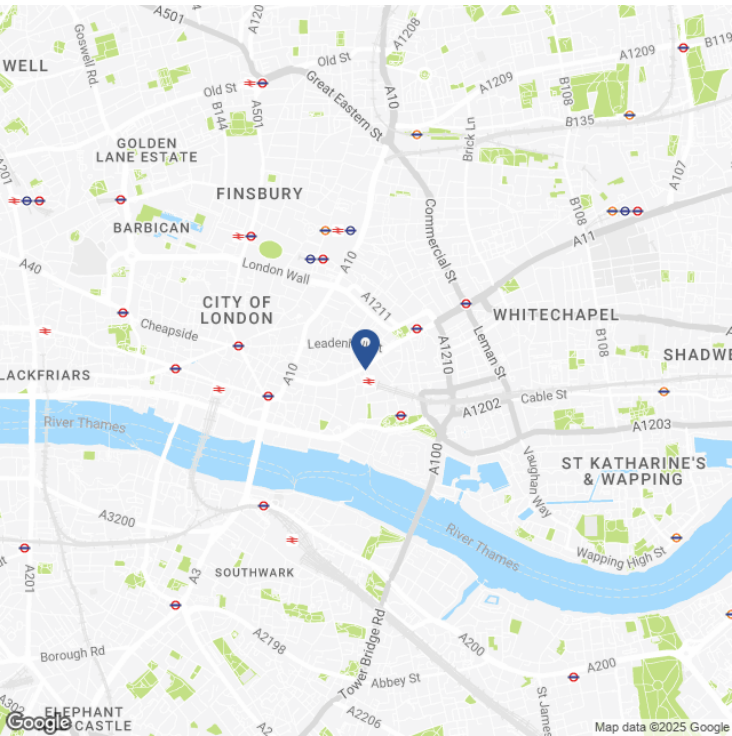 A501
A120
A1208
Goswell Rd.
WELL
Old St
A1209
B119
Old St
Great Eastern St
A10
A1209
B108
B144
A501
B135
GOLDEN
LANE ESTATE
Brick Ln
A201
A107
FINSBURY
B108
BARBICAN
Commercial St
A11
A40
London Wall
A10
CITY OF
LONDON
A1211
WHITECHAPEL
Cheapside
Leadenh
t
A1210
Leman St
B108
SHADWE
LACKFRIARS
A10
Cable St
A1202
A1203
River Thames
A100
Vaughan Way
ST KATHARINE'S
& WAPPING
A3200
River Thames
Wapping High St
A201
A3
SOUTHWARK
Tower Bridge Rd
A2198
A200
Borough Rd
A200
Abbey St
St James
A302
ELEPHANT
CASTLE
A2
A2206
Google
Map data ©2025 Google